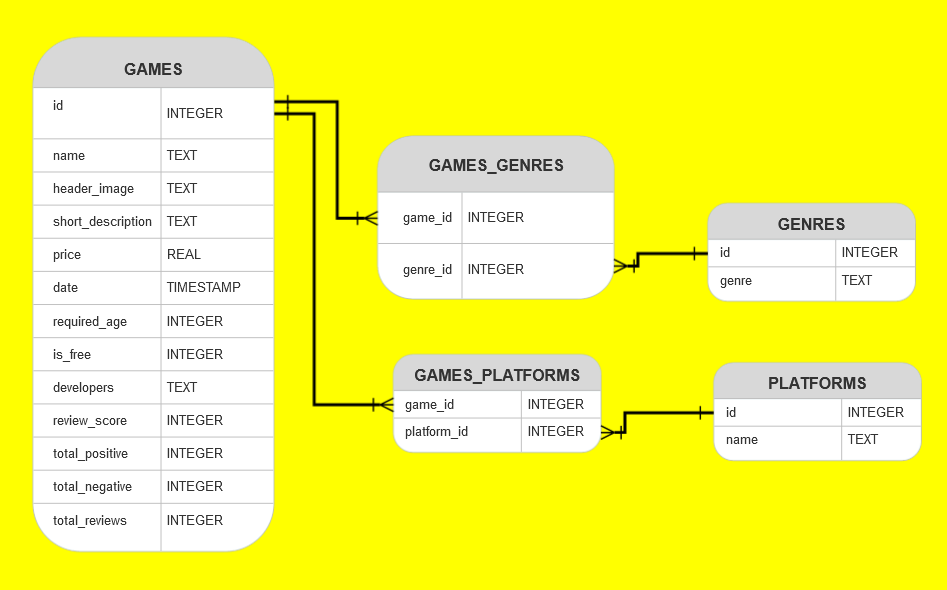 GAMES
id INTEGER
name TEXT
header_image TEXT
short_description TEXT
price REAL
date TIMESTAMP
required_age INTEGER
is_free INTEGER
developers TEXT
review_score INTEGER
total_positive INTEGER
total_negative INTEGER
total_reviews INTEGER
GAMES_GENRES
game_id INTEGER
genre_id INTEGER
GENRES
id INTEGER
genre TEXT
GAMES_PLATFORMS
game_id INTEGER
platform_id INTEGER
PLATFORMS
id INTEGER
name TEXT